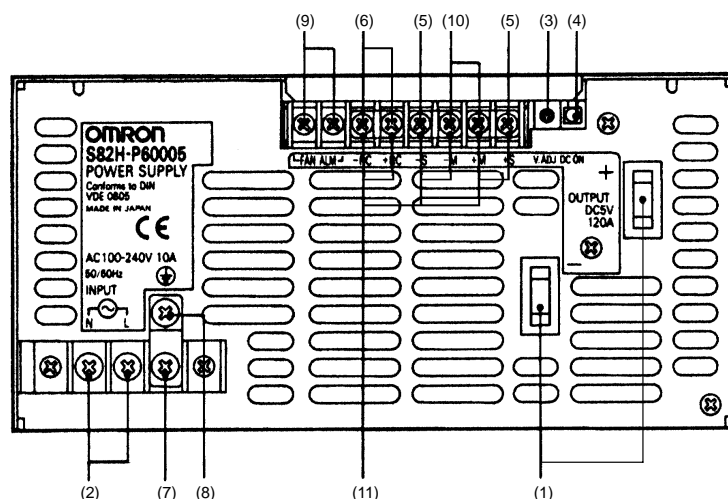 (9) (6) (5) (10) (5) (3) (4)
OMRON
S82H-P60005
POWER SUPPLY
Conforms to DIN
VDE 0805
MADE IN JAPAN
CE
AC100-240V 10A
50/60Hz
INPUT
N L
FAN ALM -RC +RC -S -M +M +S V.ADJ DC ON
+
OUTPUT
DC5V
120A
−
(2) (7) (8) (11) (1)